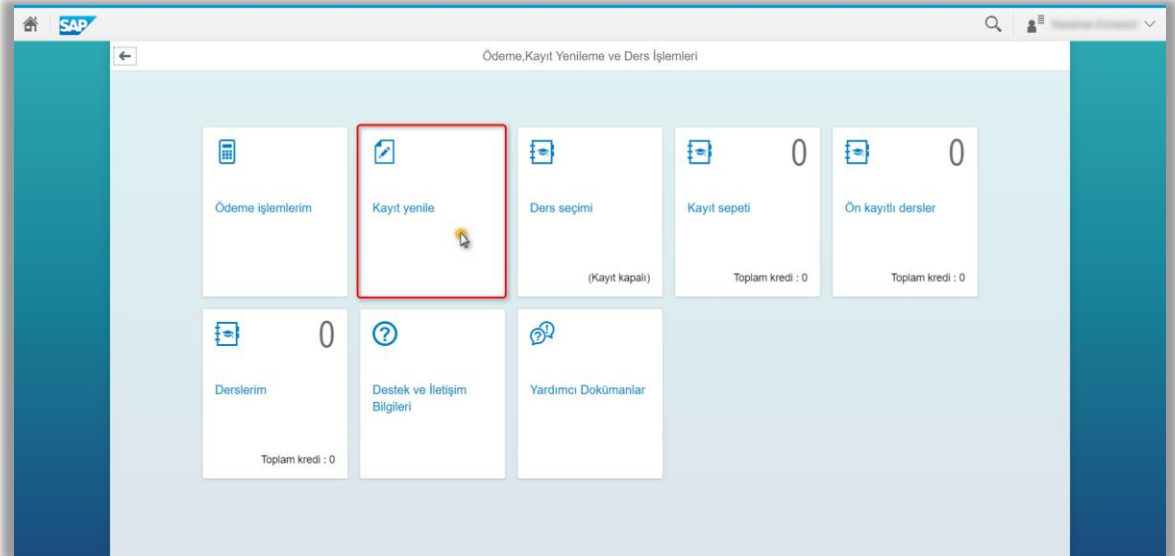 SAP
Ödeme,Kayıt Yenileme ve Ders İşlemleri
Ödeme işlemlerim
Kayıt yenile
Ders seçimi
(Kayıt kapalı)
0
Kayıt sepeti
Toplam kredi : 0
0
Ön kayıtlı dersler
Toplam kredi : 0
0
Derslerim
Toplam kredi : 0
Destek ve İletişim
Bilgileri
Yardımcı Dokümanlar